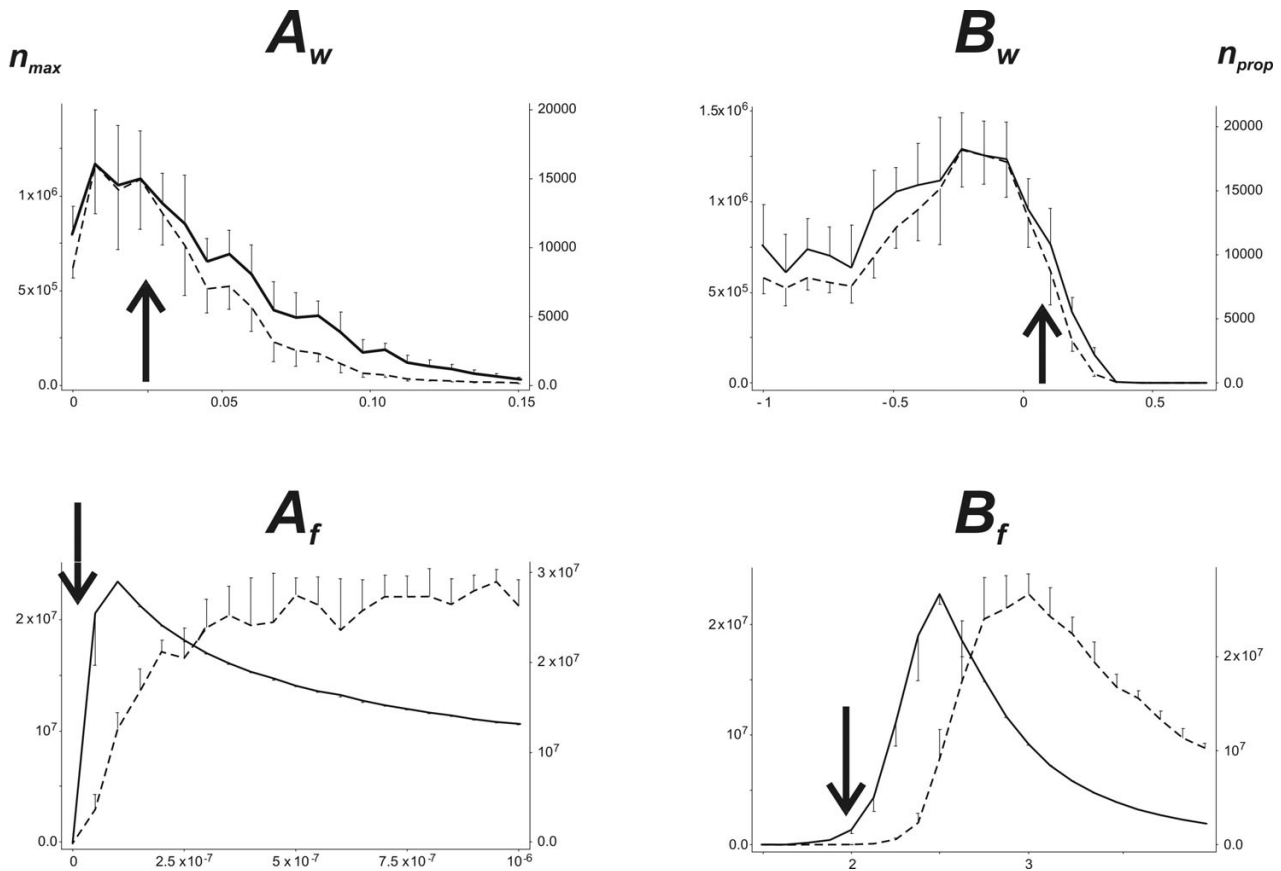 A_w B_w
n_max n_prop
20000 1.5x10^6
20000
15000 15000
1x10^6 1x10^6
10000 10000
5x10^5 5x10^5
5000 5000
0.0 0.0 0.0 0
0 0.05 0.10 0.15 -1 -0.5 0 0.5
A_f B_f
3x10^7
2x10^7 2x10^7
2x10^7 2x10^7
10^7 10^7 10^7 10^7
0.0 0.0 0.0 0.0
0 2.5x10^-7 5x10^-7 7.5x10^-7 10^-6 2 3